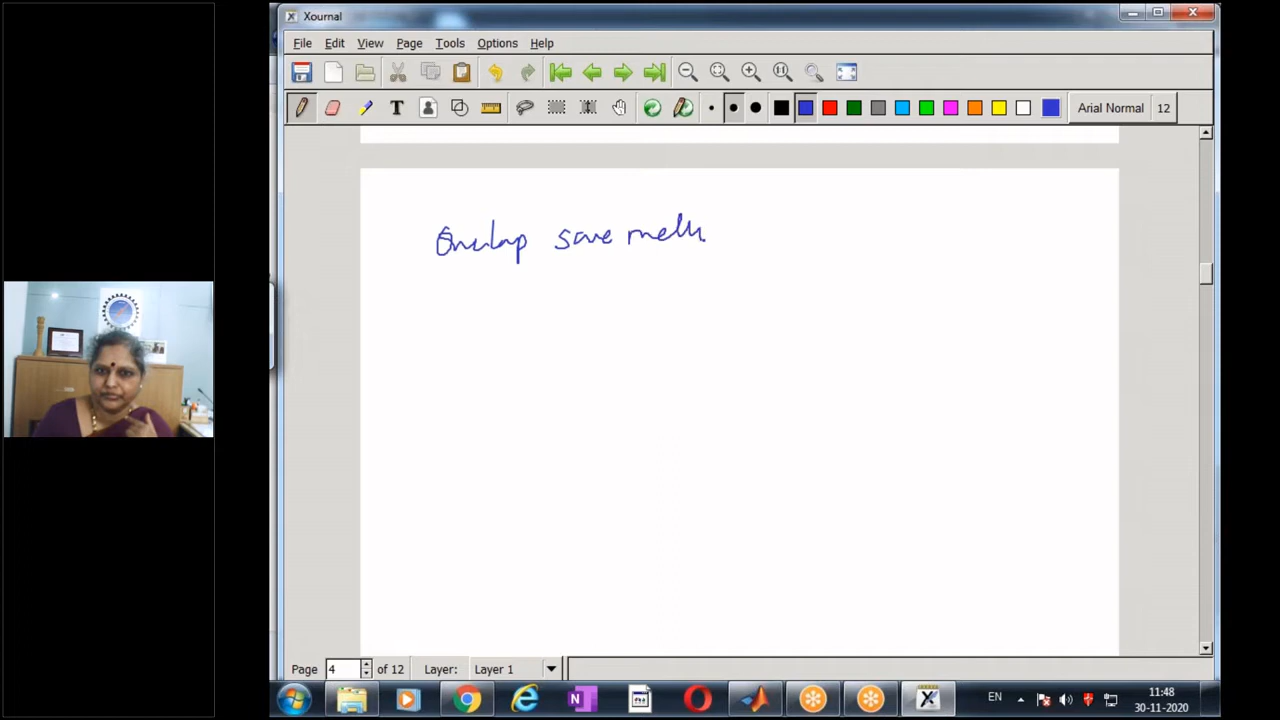 Xournal
File Edit View Page Tools Options Help
T Arial Normal 12
Overlap save meth
Page 4 of 12 Layer: Layer 1
EN 11:48
30-11-2020